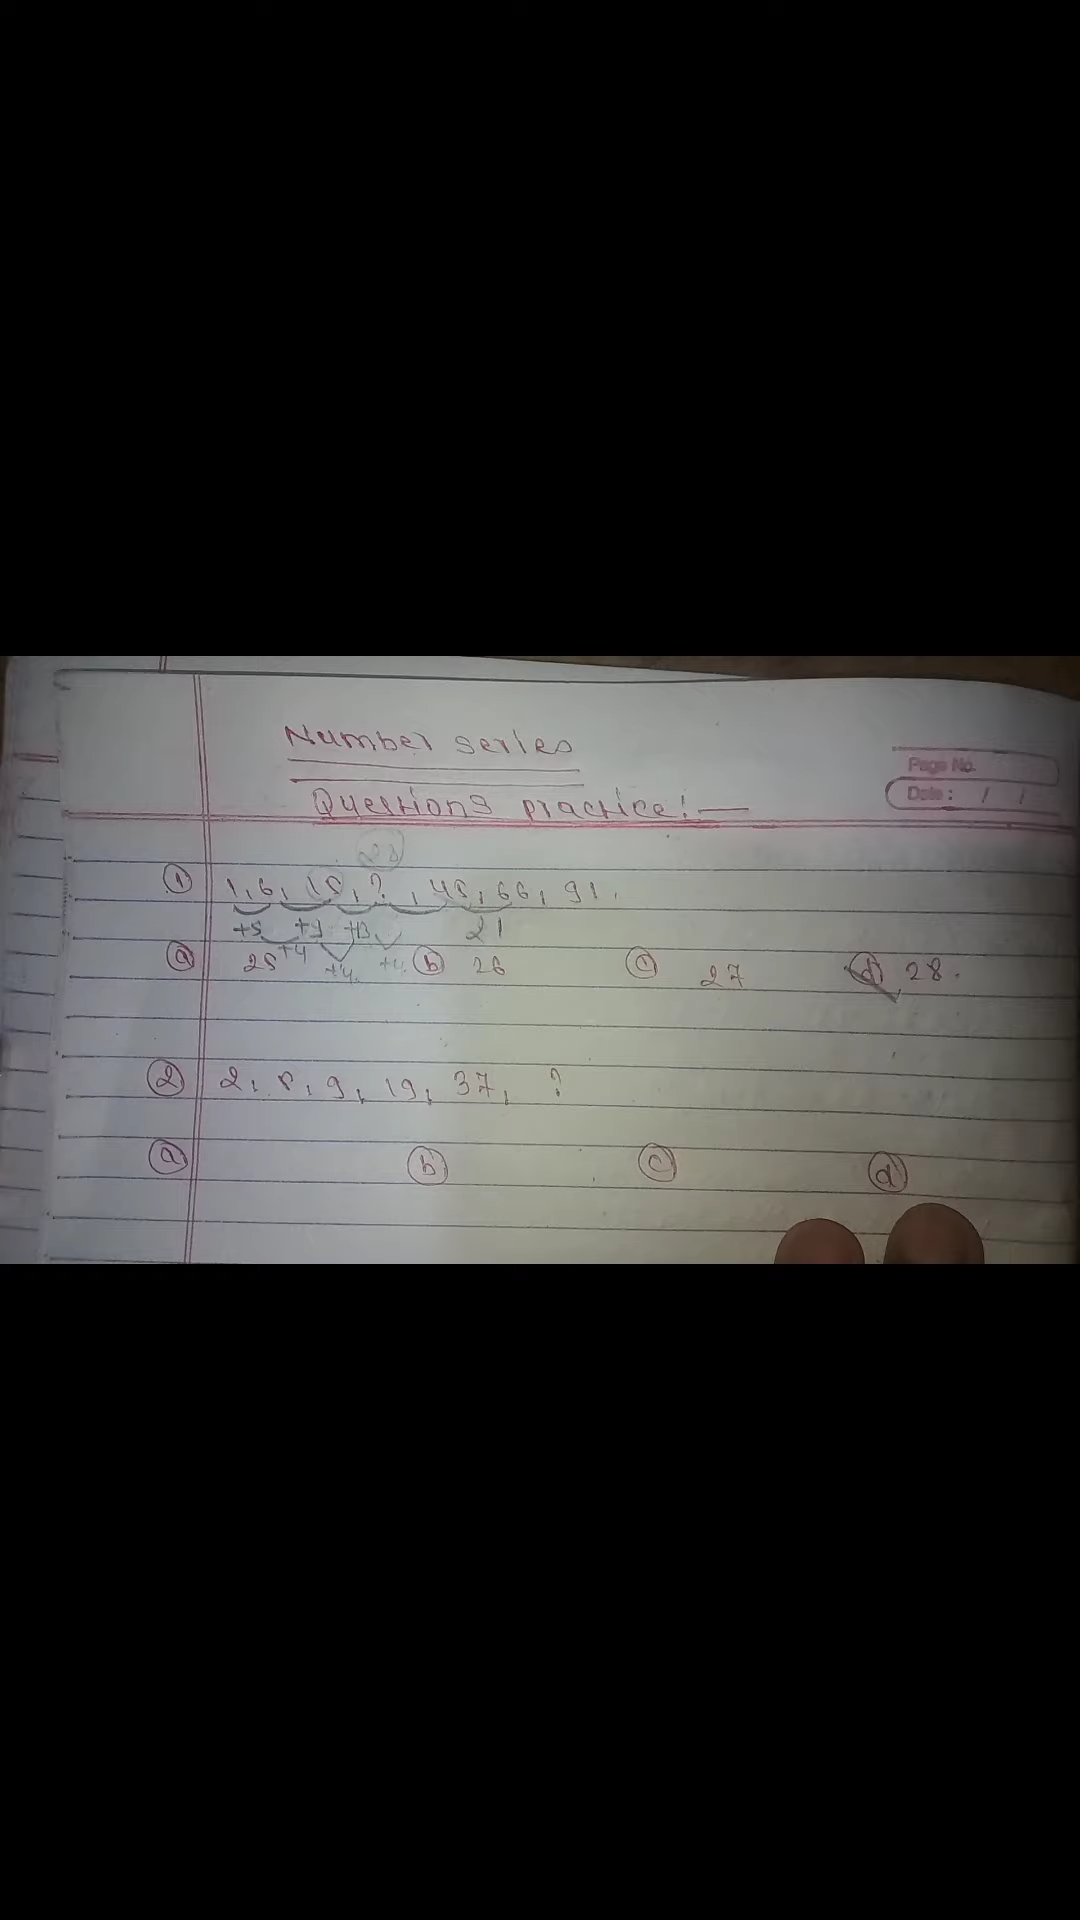 Number series
Page No.
Date : / /
Questions practice :—
28
① 1, 6, 15, ?, 45, 66, 91.
+5 +9 +13 21
+4 +4 +4
ⓐ 25 ⓑ 26 ⓒ 27 ⓓ 28.
② 2, 5, 9, 19, 37, ?
ⓐ ⓑ ⓒ ⓓ